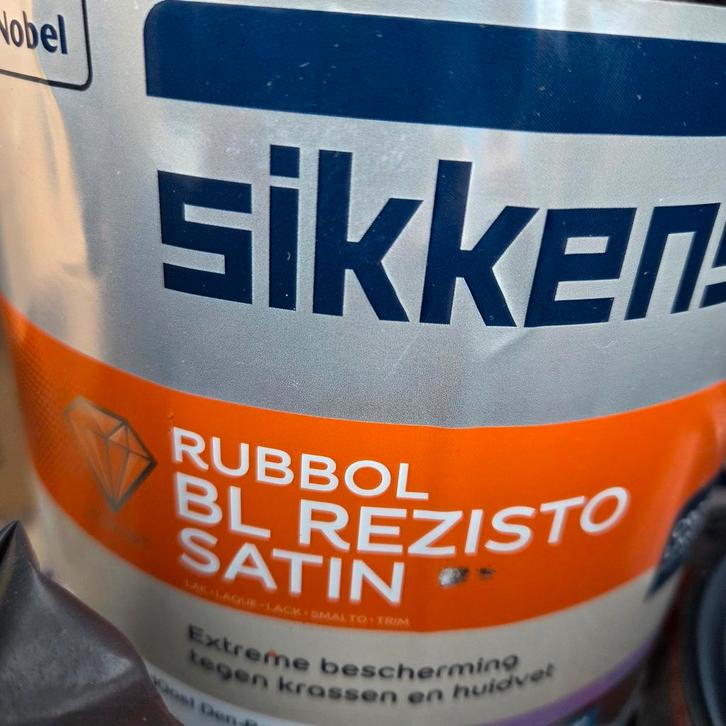 Nobel
sikkens
RUBBOL
BL REZISTO
SATIN
LAK • LAQUE • LACK • SMALTO • TRIM
Extreme bescherming
tegen krassen en huidvet